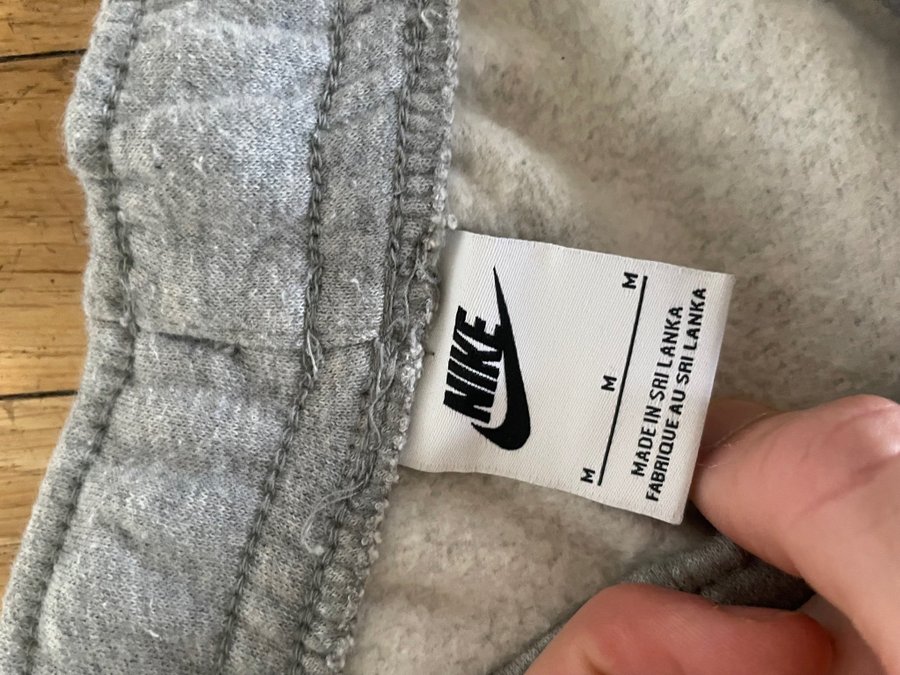 NIKE
M M M
MADE IN SRI LANKA
FABRIQUE AU SRI LANKA